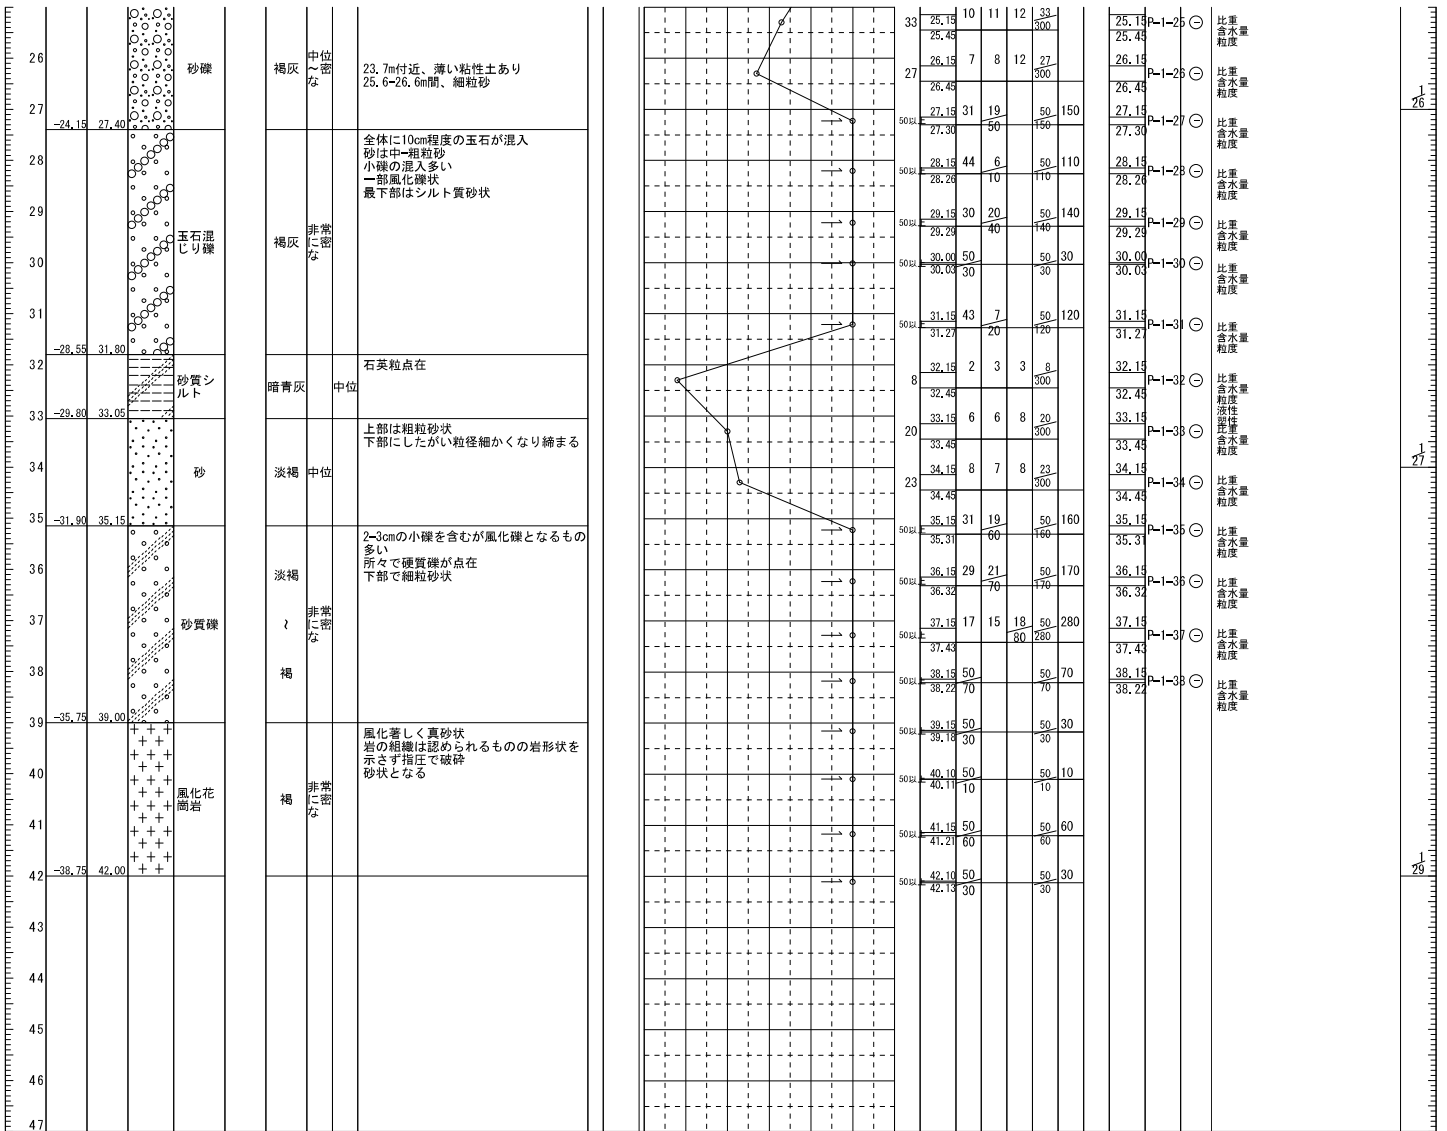 33 25.15 10 11 12 33 25.15 P-1-25 比重
25.45 300 25.45 含水量
粒度
26 砂礫 褐灰 中位～密な 23.7m付近、薄い粘性土あり
25.6-26.6m間、細粒砂
27 26.15 7 8 12 27 26.15 P-1-26 比重
26.45 300 26.45 含水量
粒度
1
26
27
-24.15 27.40
50以上 27.15 31 19 50 150 27.15 P-1-27 比重
27.30 50 150 27.30 含水量
粒度
全体に10cm程度の玉石が混入
砂は中-粗粒砂
小礫の混入多い
一部風化礫状
最下部はシルト質砂状
28
50以上 28.15 44 6 50 110 28.15 P-1-28 比重
28.26 10 110 28.26 含水量
粒度
29
玉石混じり礫 褐灰 非常に密な
50以上 29.15 30 20 50 140 29.15 P-1-29 比重
29.29 40 140 29.29 含水量
粒度
30
50以上 30.00 50 50 30 30.00 P-1-30 比重
30.03 30 30 30.03 含水量
粒度
31
50以上 31.15 43 7 50 120 31.15 P-1-31 比重
31.27 20 120 31.27 含水量
粒度
-28.55 31.80
32
砂質シルト 暗青灰 中位 石英粒点在
8 32.15 2 3 3 8 32.15 P-1-32 比重
32.45 300 32.45 含水量
粒度
液性
塑性
33
-29.80 33.05
20 33.15 6 6 8 20 33.15 P-1-33 比重
33.45 300 33.45 含水量
粒度
上部は粗粒砂状
下部にしたがい粒径細かくなり締まる
34
砂 淡褐 中位
1
27
23 34.15 8 7 8 23 34.15 P-1-34 比重
34.45 300 34.45 含水量
粒度
35
-31.90 35.15
50以上 35.15 31 19 50 160 35.15 P-1-35 比重
35.31 60 160 35.31 含水量
粒度
2-3cmの小礫を含むが風化礫となるもの
多い
所々で硬質礫が点在
下部で細粒砂状
36
50以上 36.15 29 21 50 170 36.15 P-1-36 比重
36.32 70 170 36.32 含水量
粒度
37
砂質礫 淡褐～褐 非常に密な
50以上 37.15 17 15 18 50 280 37.15 P-1-37 比重
37.43 80 280 37.43 含水量
粒度
38
50以上 38.15 50 50 70 38.15 P-1-38 比重
38.22 70 70 38.22 含水量
粒度
39
-35.75 39.00
50以上 39.15 50 50 30
39.18 30 30
風化著しく真砂状
岩の組織は認められるものの岩形状を
示さず指圧で破砕
砂状となる
40
風化花崗岩 褐 非常に密な
50以上 40.10 50 50 10
40.11 10 10
41
50以上 41.15 50 50 60
41.21 60 60
-38.75 42.00
42
50以上 42.10 50 50 30
42.13 30 30
1
29
43
44
45
46
47